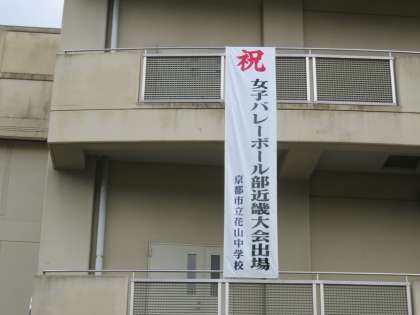 祝
女子バレーボール部近畿大会出場
京都市立花山中学校